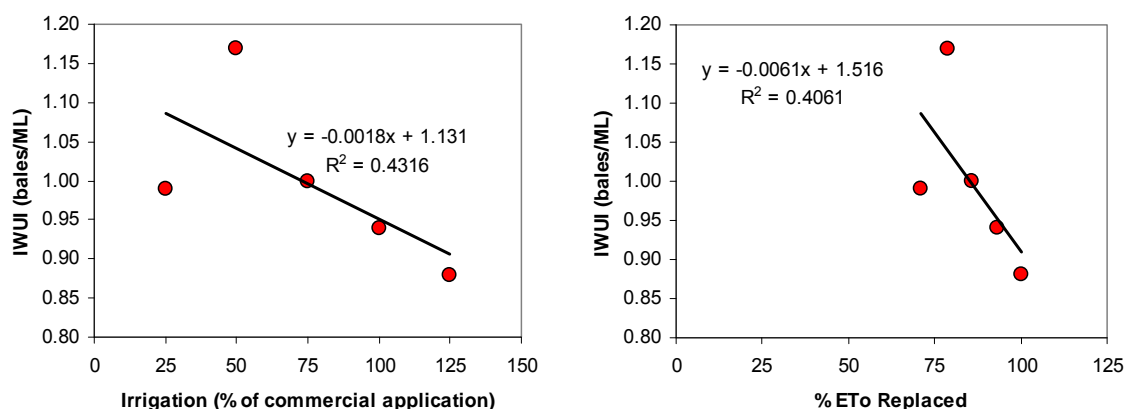 1.20
1.15
1.10
1.05
1.00
0.95
0.90
0.85
0.80
IWUI (bales/ML)
y = -0.0018x + 1.131
R² = 0.4316
0 25 50 75 100 125 150
Irrigation (% of commercial application)
1.20
1.15
1.10
1.05
1.00
0.95
0.90
0.85
0.80
IWUI (bales/ML)
y = -0.0061x + 1.516
R² = 0.4061
0 25 50 75 100 125
% ETo Replaced